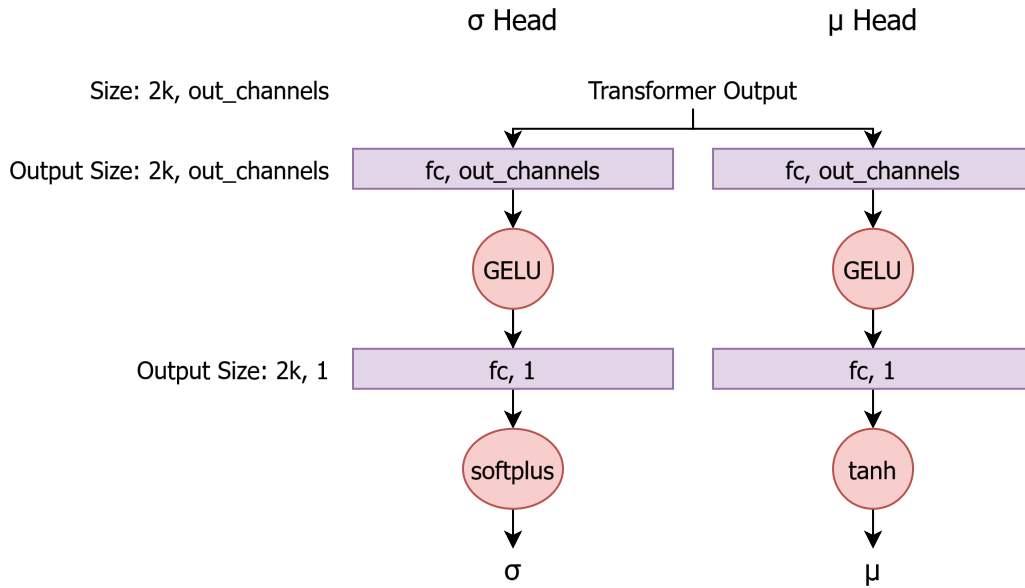 σ Head
μ Head
Size: 2k, out_channels
Transformer Output
Output Size: 2k, out_channels
fc, out_channels
fc, out_channels
GELU
GELU
Output Size: 2k, 1
fc, 1
fc, 1
softplus
tanh
σ
μ